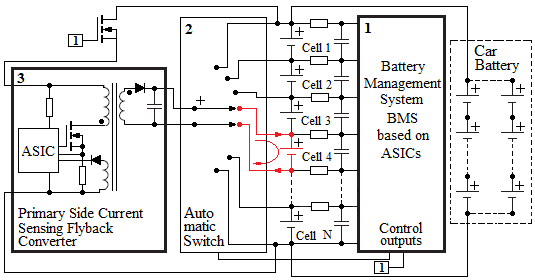 1
3
ASIC
Primary Side Current
Sensing Flyback
Converter
2
+
Auto
matic
Switch
+
Cell 1
+
Cell 2
+
Cell 3
+
Cell 4
+
Cell N
1
Battery
Management
System
BMS
based on
ASICs
Control
outputs
1
Car
Battery
+
+
+
+
+
+